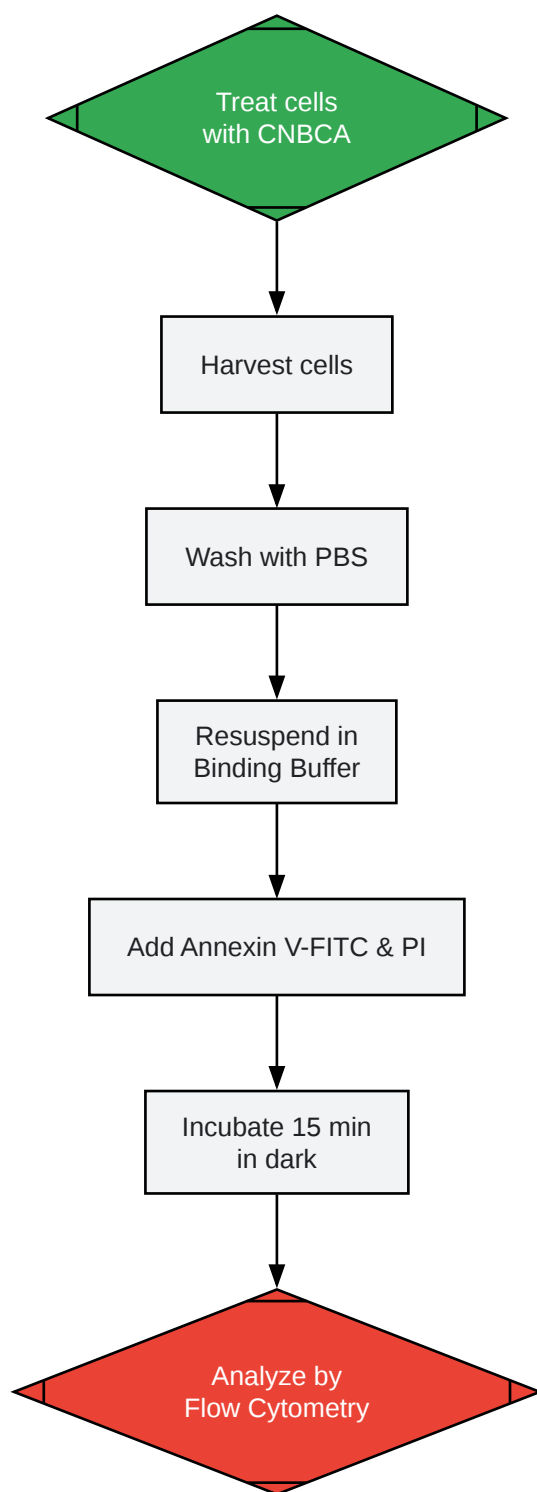 Treat cells
with CNBCA
Harvest cells
Wash with PBS
Resuspend in
Binding Buffer
Add Annexin V-FITC & PI
Incubate 15 min
in dark
Analyze by
Flow Cytometry